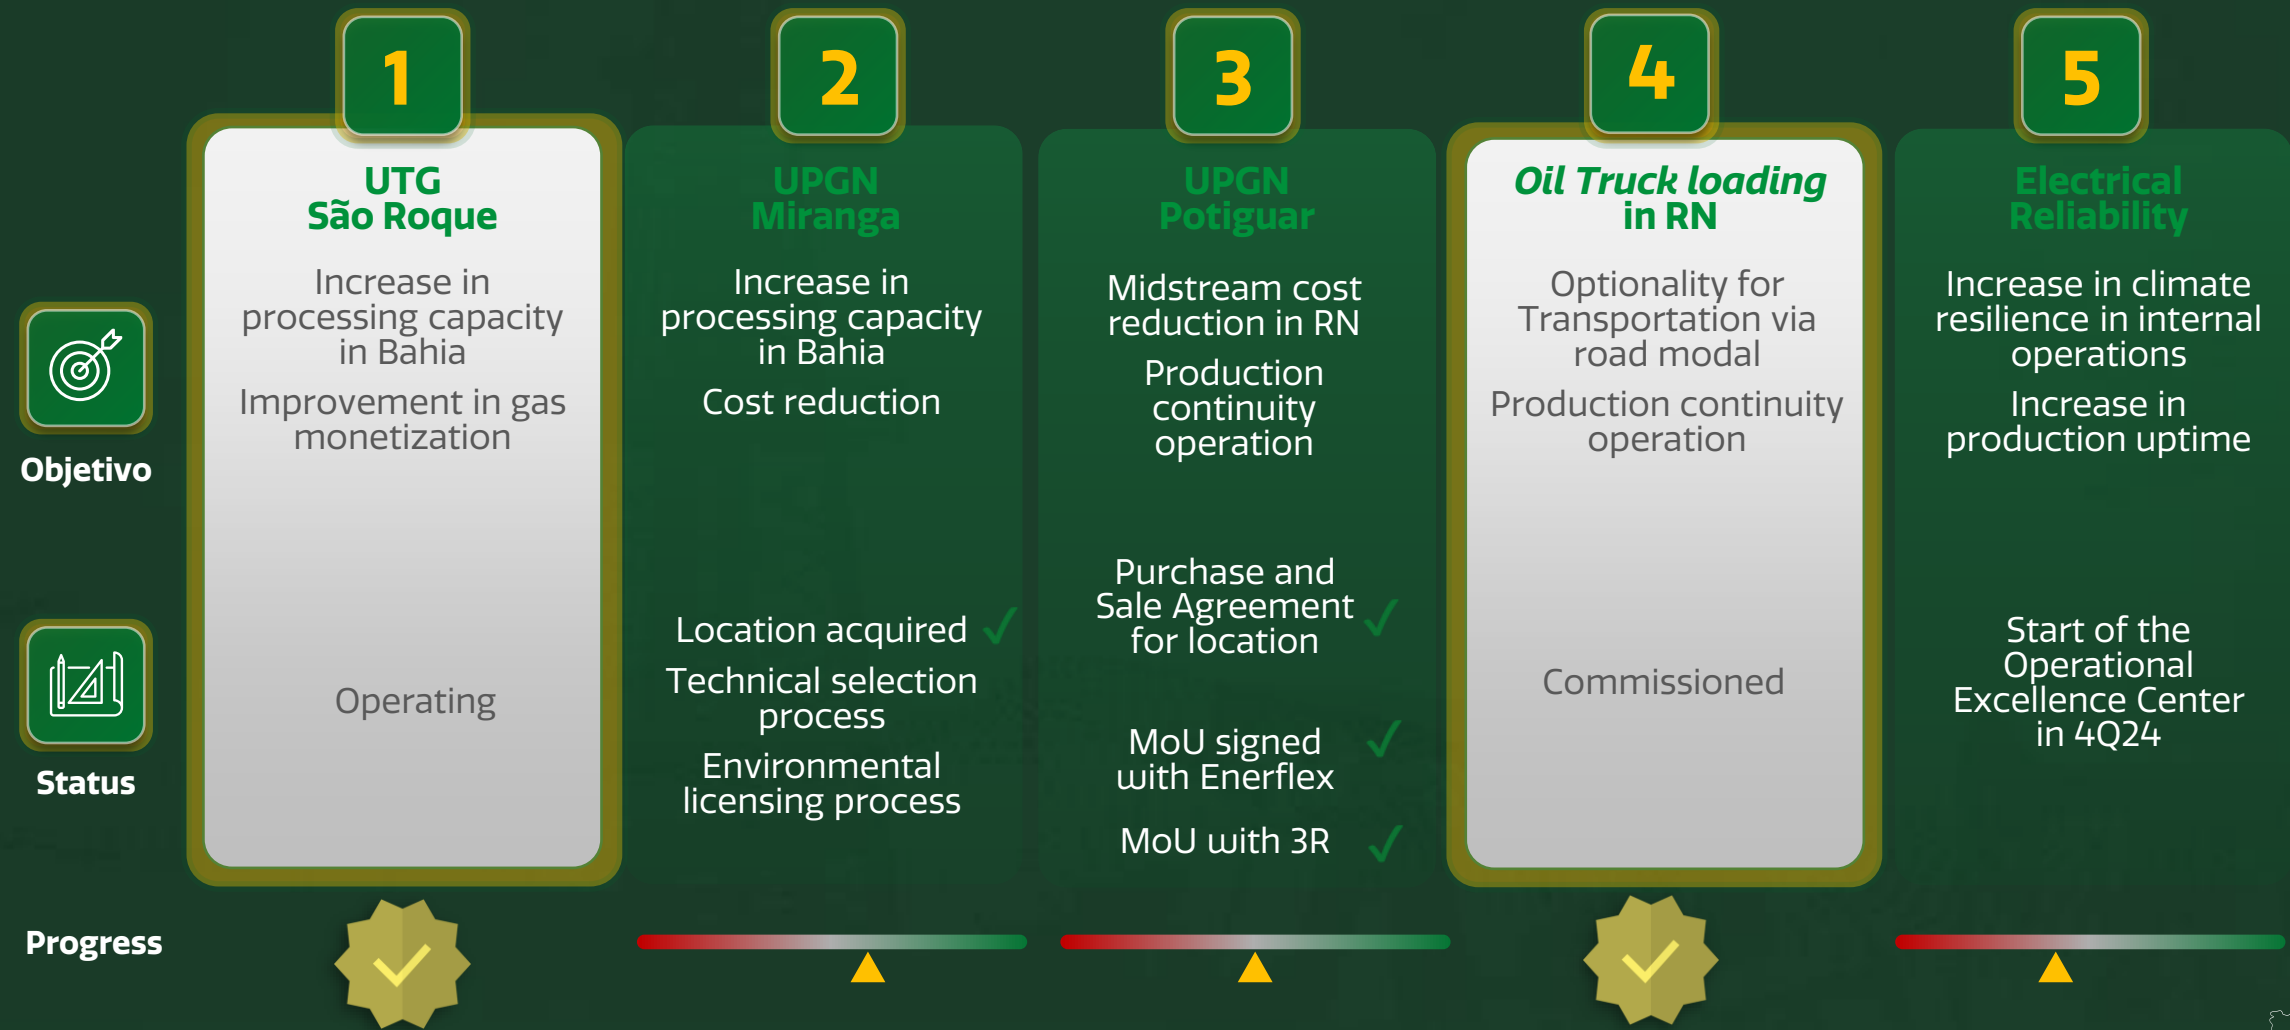 1
UTG
São Roque
Increase in
processing capacity
in Bahia
Improvement in gas
monetization
Operating
2
UPGN
Miranga
Increase in
processing capacity
in Bahia
Cost reduction
Location acquired
Technical selection
process
Environmental
licensing process
3
UPGN
Potiguar
Midstream cost
reduction in RN
Production
continuity
operation
Purchase and
Sale Agreement
for location
MoU signed
with Enerflex
MoU with 3R
4
Oil Truck loading
in RN
Optionality for
Transportation via
road modal
Production continuity
operation
Commissioned
5
Electrical
Reliability
Increase in climate
resilience in internal
operations
Increase in
production uptime
Start of the
Operational
Excellence Center
in 4Q24
Objetivo
Status
Progress